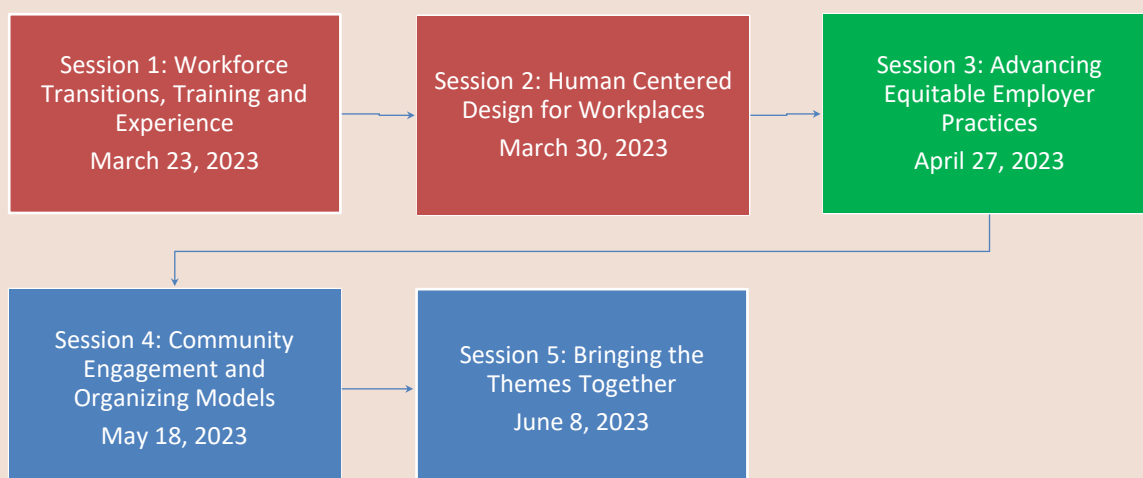 Session 1: Workforce
Transitions, Training and
Experience
March 23, 2023
Session 2: Human Centered
Design for Workplaces
March 30, 2023
Session 3: Advancing
Equitable Employer
Practices
April 27, 2023
Session 4: Community
Engagement and
Organizing Models
May 18, 2023
Session 5: Bringing the
Themes Together
June 8, 2023